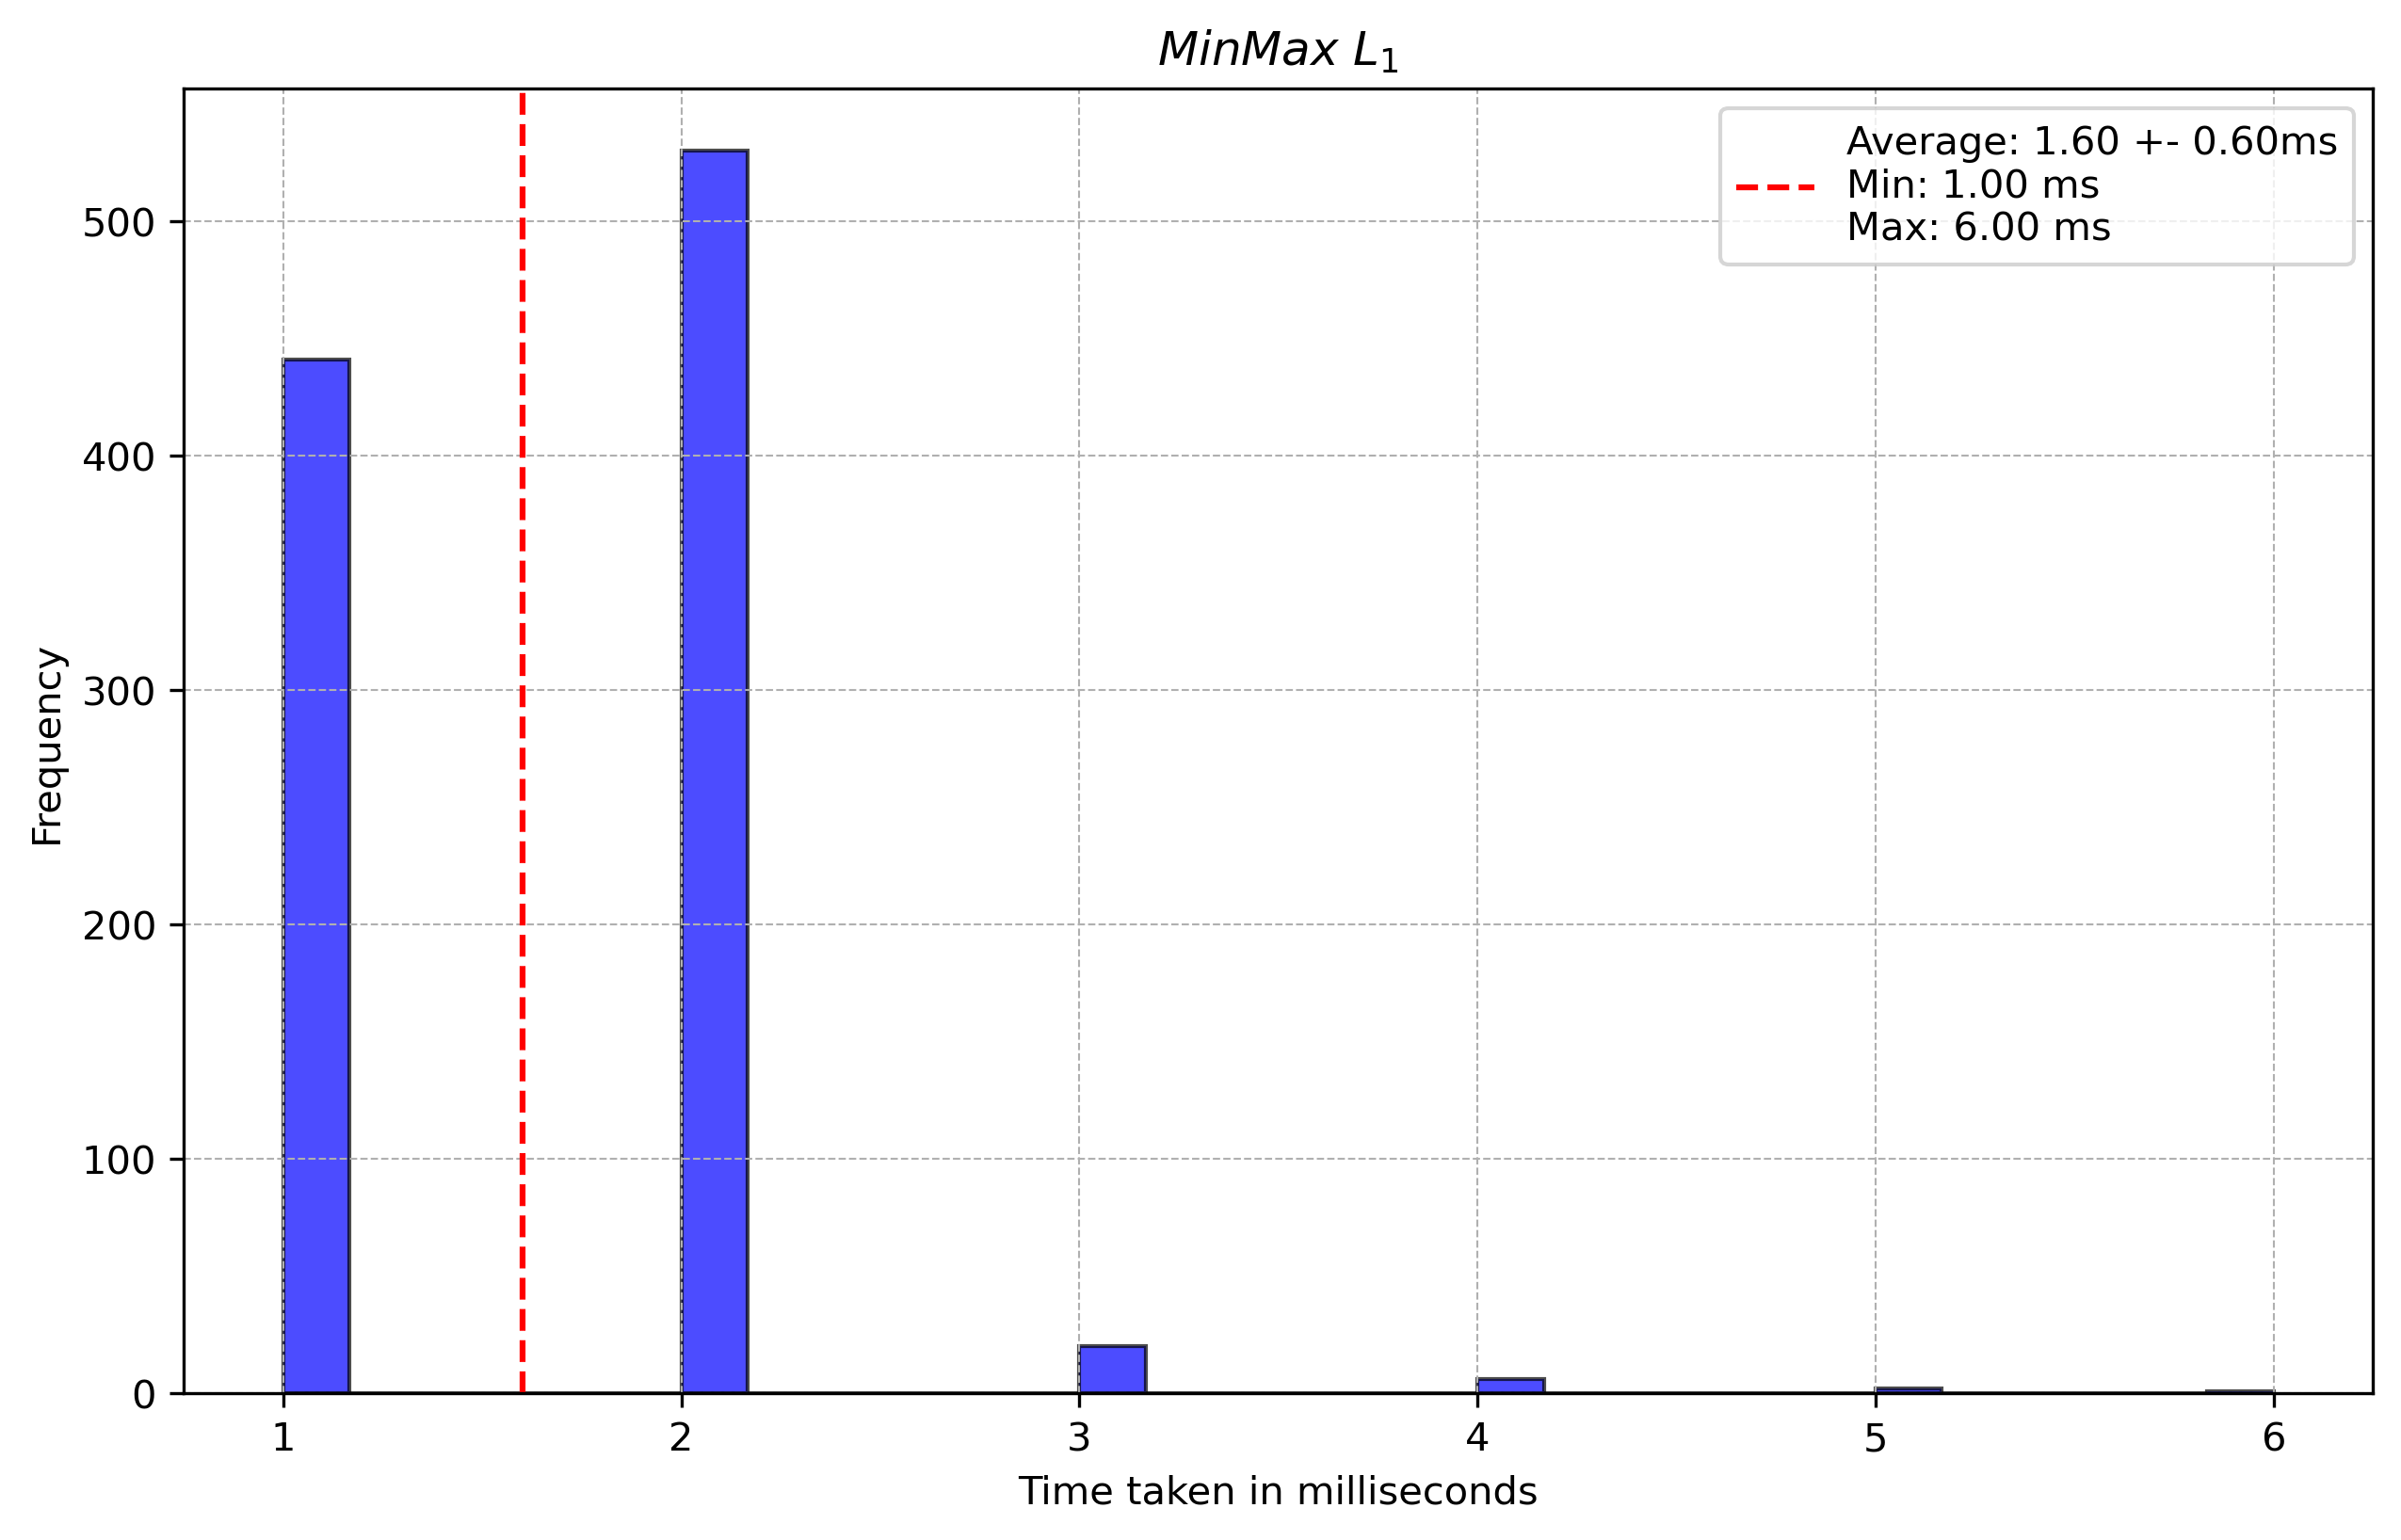 MinMax L₁
Average: 1.60 +- 0.60ms
Min: 1.00 ms
Max: 6.00 ms
500
400
300
200
100
0
Frequency
1 2 3 4 5 6
Time taken in milliseconds